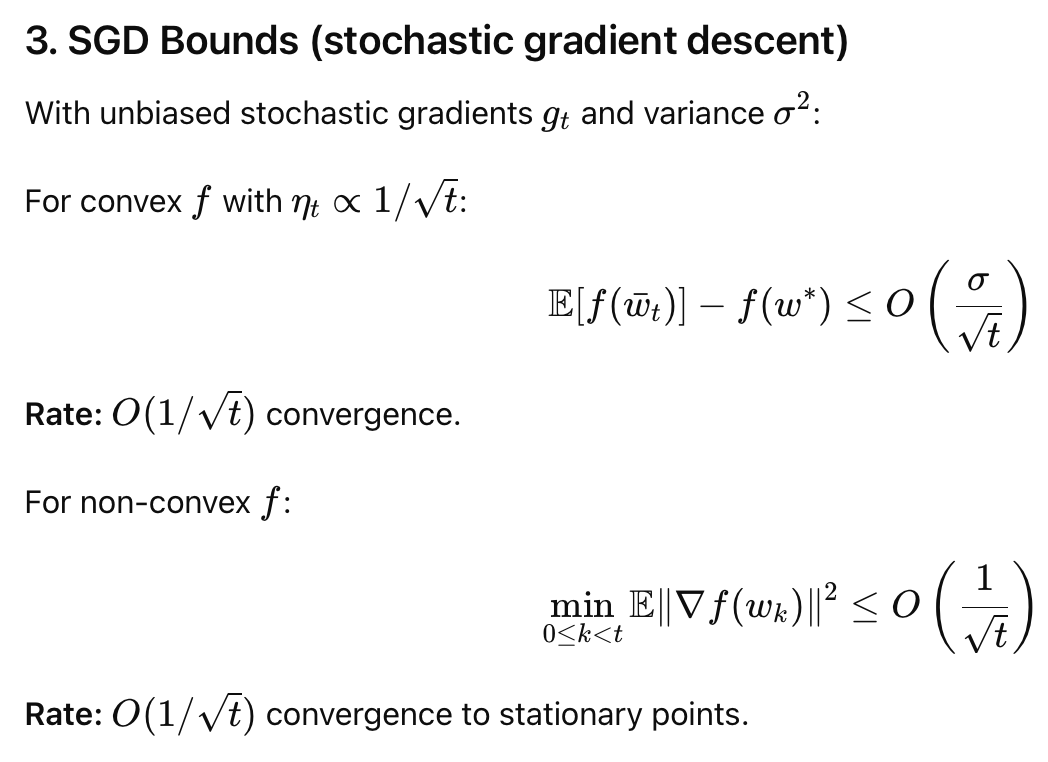 3. SGD Bounds (stochastic gradient descent)
With unbiased stochastic gradients $g_t$ and variance $\sigma^2$:
For convex $f$ with $\eta_t \propto 1/\sqrt{t}$:
$$\mathbb{E}[f(\bar{w}_t)] - f(w^*) \leq O\left(\frac{\sigma}{\sqrt{t}}\right)$$
Rate: $O(1/\sqrt{t})$ convergence.
For non-convex $f$:
$$\min_{0 \leq k < t} \mathbb{E}\|\nabla f(w_k)\|^2 \leq O\left(\frac{1}{\sqrt{t}}\right)$$
Rate: $O(1/\sqrt{t})$ convergence to stationary points.